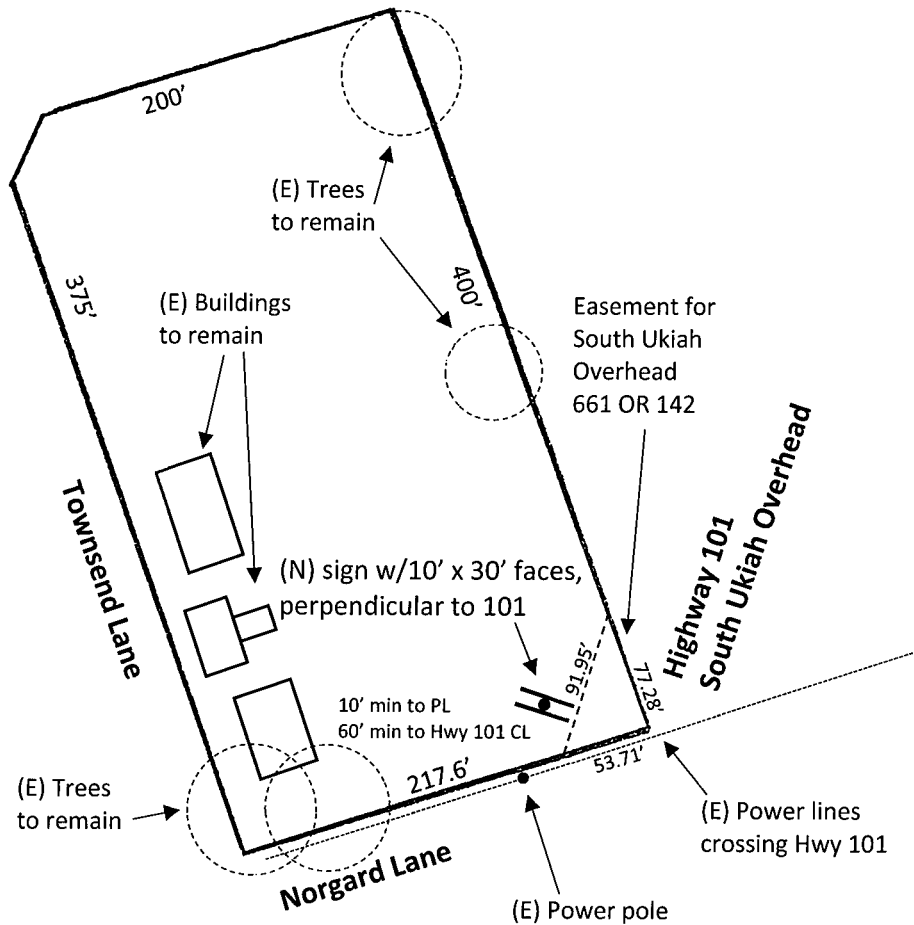 200’
(E) Trees
to remain
375’
400’
(E) Buildings
to remain
Easement for
South Ukiah
Overhead
661 OR 142
Townsend Lane
Highway 101
South Ukiah Overhead
(N) sign w/10’ x 30’ faces,
perpendicular to 101
91.95’
77.28’
10’ min to PL
60’ min to Hwy 101 CL
217.6’
53.71’
(E) Trees
to remain
(E) Power lines
crossing Hwy 101
Norgard Lane
(E) Power pole